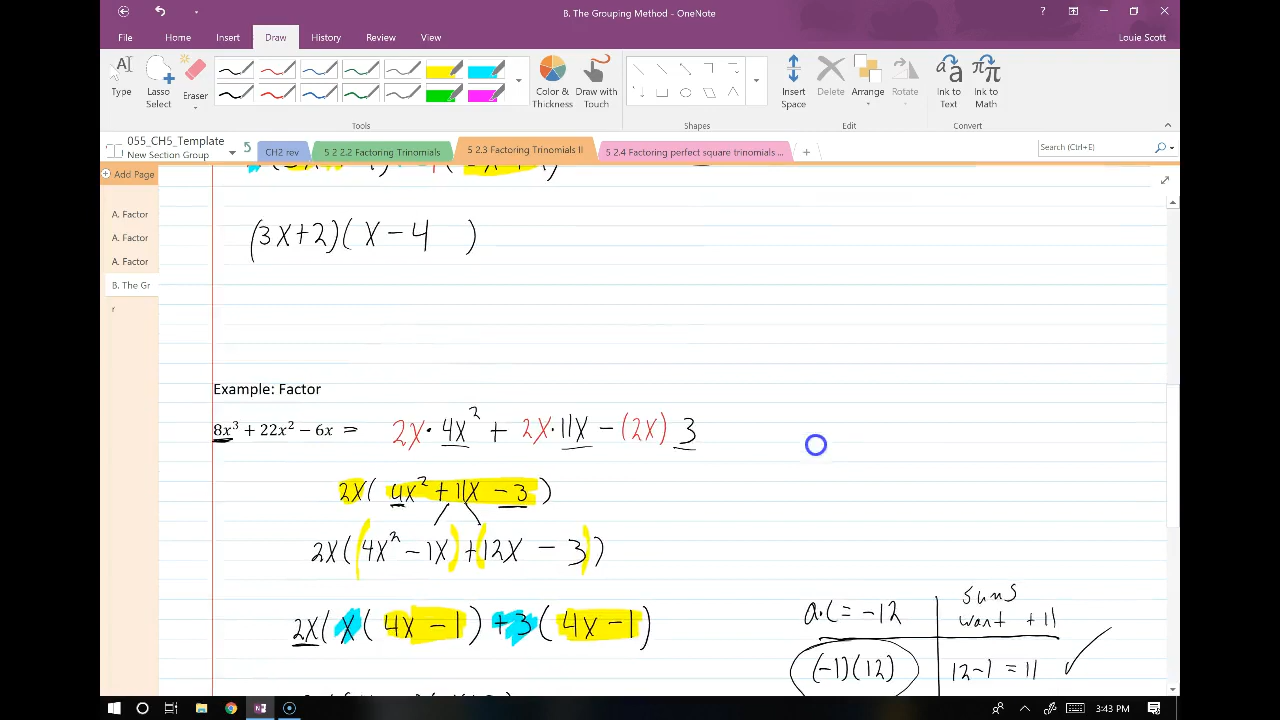 B. The Grouping Method - OneNote
File Home Insert Draw History Review View
Louie Scott
Type
Lasso Select
Eraser
Color & Thickness
Draw with Touch
Insert Space
Delete
Arrange
Rotate
Ink to Text
Ink to Math
Tools
Shapes
Edit
Convert
055_CH5_Template
New Section Group
CH2 rev
5 2 2.2 Factoring Trinomials
5 2.3 Factoring Trinomials II
5 2.4 Factoring perfect square trinomials ...
Search (Ctrl+E)
Add Page
A. Factor
A. Factor
A. Factor
B. The Gr
r
(3x+2)(x-4 )
Example: Factor
8x³ + 22x² − 6x = 2x·4x² + 2x·11x − (2x) 3
2x(4x² + 11x − 3)
2x((4x² − 1x)+(12x − 3))
2x(x(4x−1) +3(4x−1)
a·c = -12
Sums
want +11
(-1)(12)
12-1 = 11 ✓
3:43 PM